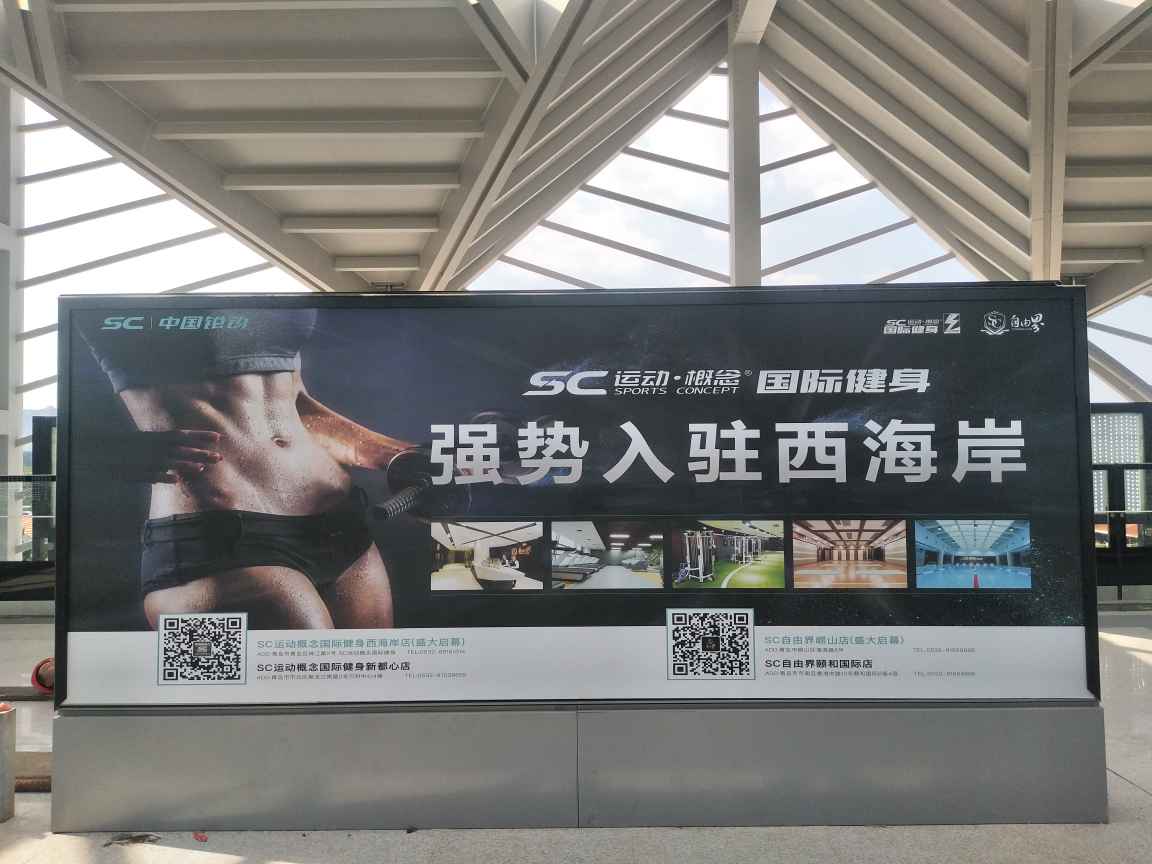 SC 中国锐动
SC 运动·概念 国际健身
自由界
SC 运动·概念® 国际健身
SPORTS CONCEPT
强势入驻西海岸
SC运动概念国际健身西海岸店(盛大启幕)
SC运动概念国际健身新都心店
SC自由界崂山店(盛大启幕)
SC自由界颐和国际店